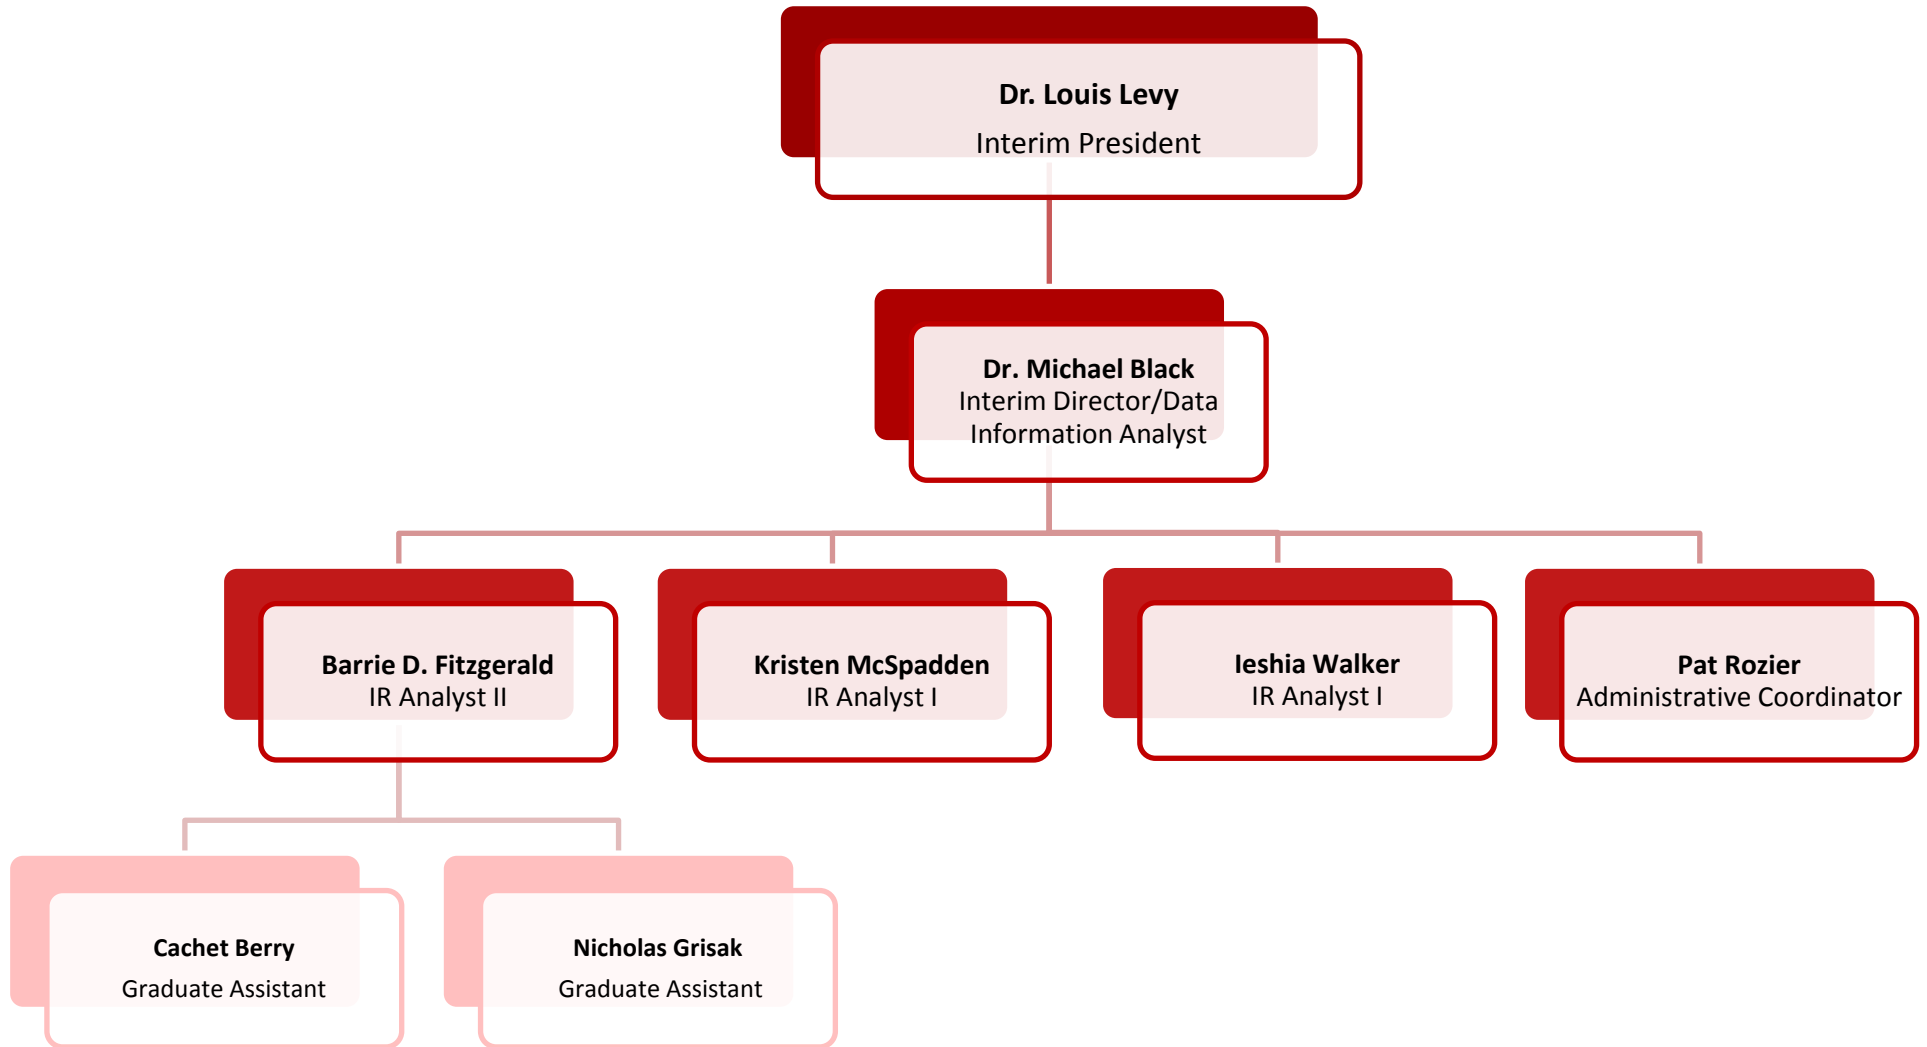 Dr. Louis Levy
Interim President
Dr. Michael Black
Interim Director/Data
Information Analyst
Barrie D. Fitzgerald
IR Analyst II
Kristen McSpadden
IR Analyst I
Ieshia Walker
IR Analyst I
Pat Rozier
Administrative Coordinator
Cachet Berry
Graduate Assistant
Nicholas Grisak
Graduate Assistant